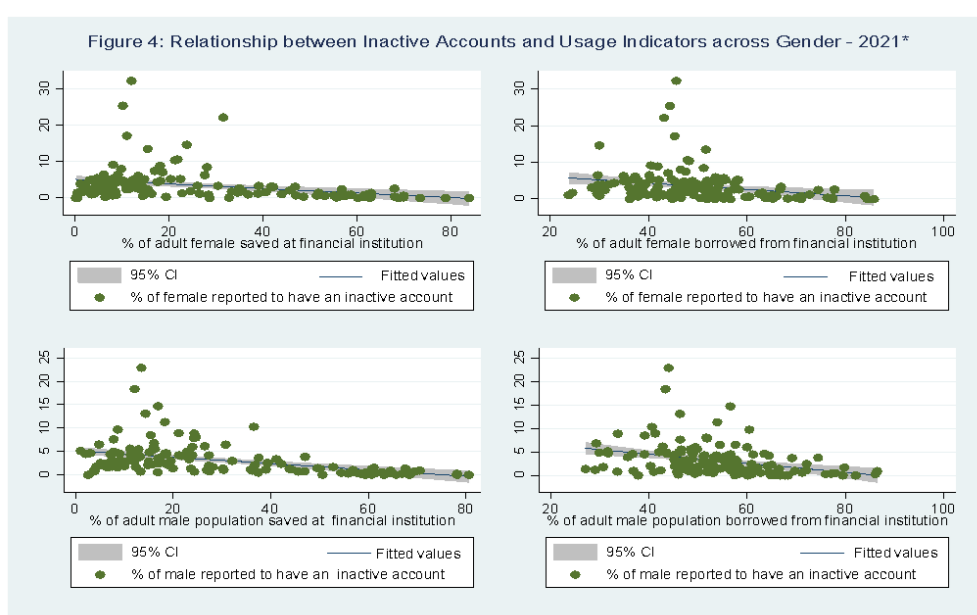 Figure 4: Relationship between Inactive Accounts and Usage Indicators across Gender - 2021*
30
20
10
0
0 20 40 60 80
% of adult female saved at financial institution
95% CI Fitted values
% of female reported to have an inactive account
30
20
10
0
20 40 60 80 100
% of adult female borrowed from financial institution
95% CI Fitted values
% of female reported to have an inactive account
25
20
15
10
5
0
0 20 40 60 80
% of adult male population saved at financial institution
95% CI Fitted values
% of male reported to have an inactive account
25
20
15
10
5
0
20 40 60 80 100
% of adult male population borrowed from financial institution
95% CI Fitted values
% of male reported to have an inactive account